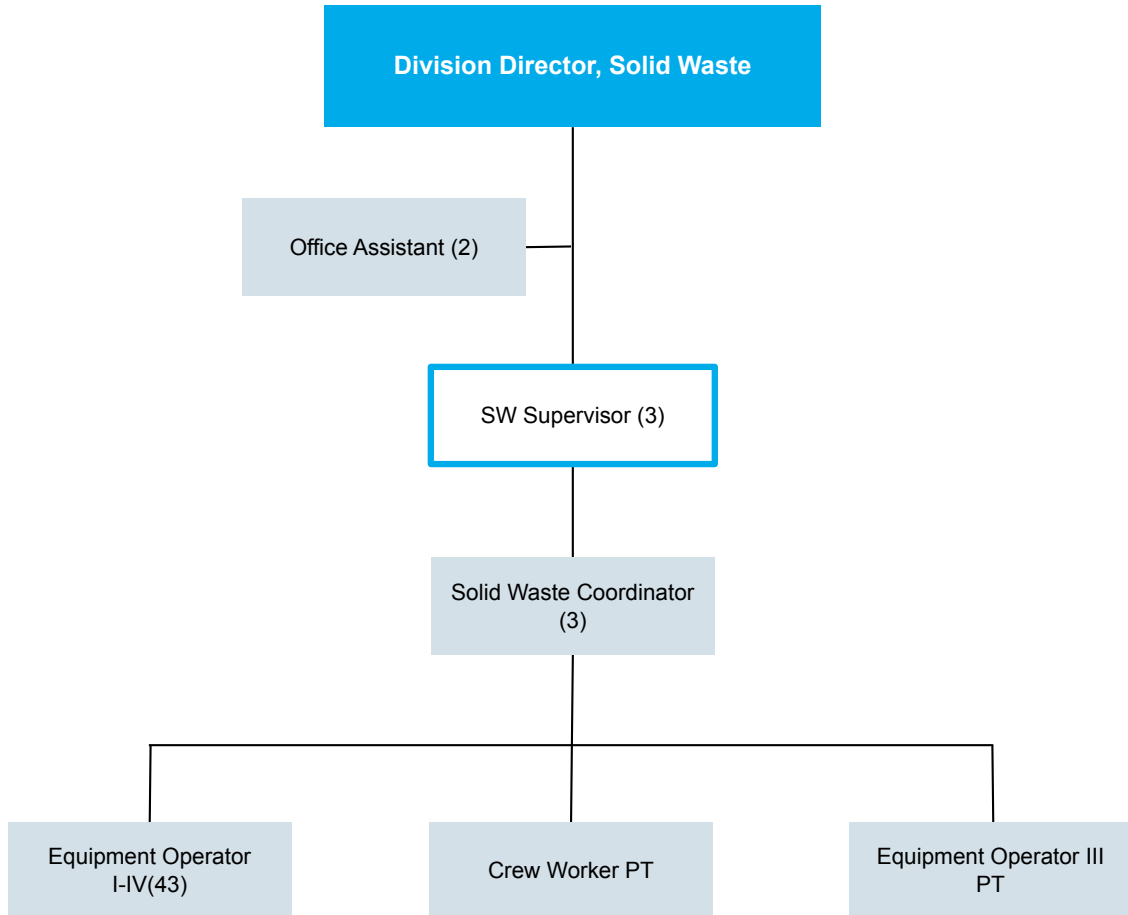 Division Director, Solid Waste
Office Assistant (2)
SW Supervisor (3)
Solid Waste Coordinator
(3)
Equipment Operator
I-IV(43)
Crew Worker PT
Equipment Operator III
PT